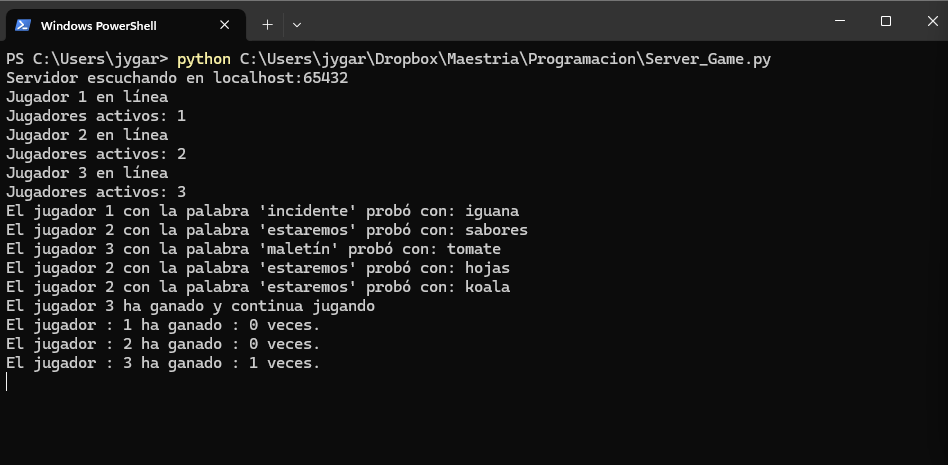 Windows PowerShell
PS C:\Users\jygar> python C:\Users\jygar\Dropbox\Maestria\Programacion\Server_Game.py
Servidor escuchando en localhost:65432
Jugador 1 en línea
Jugadores activos: 1
Jugador 2 en línea
Jugadores activos: 2
Jugador 3 en línea
Jugadores activos: 3
El jugador 1 con la palabra 'incidente' probó con: iguana
El jugador 2 con la palabra 'estaremos' probó con: sabores
El jugador 3 con la palabra 'maletín' probó con: tomate
El jugador 2 con la palabra 'estaremos' probó con: hojas
El jugador 2 con la palabra 'estaremos' probó con: koala
El jugador 3 ha ganado y continua jugando
El jugador : 1 ha ganado : 0 veces.
El jugador : 2 ha ganado : 0 veces.
El jugador : 3 ha ganado : 1 veces.